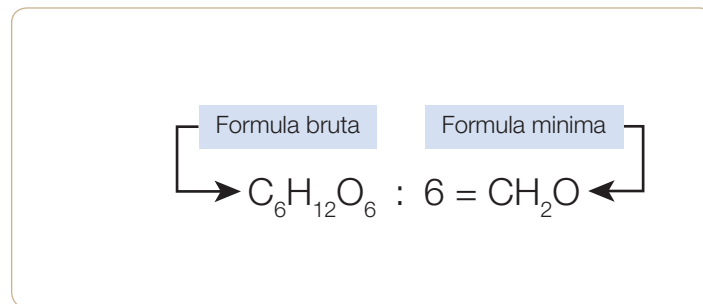 Formula bruta Formula minima
C₆H₁₂O₆ : 6 = CH₂O